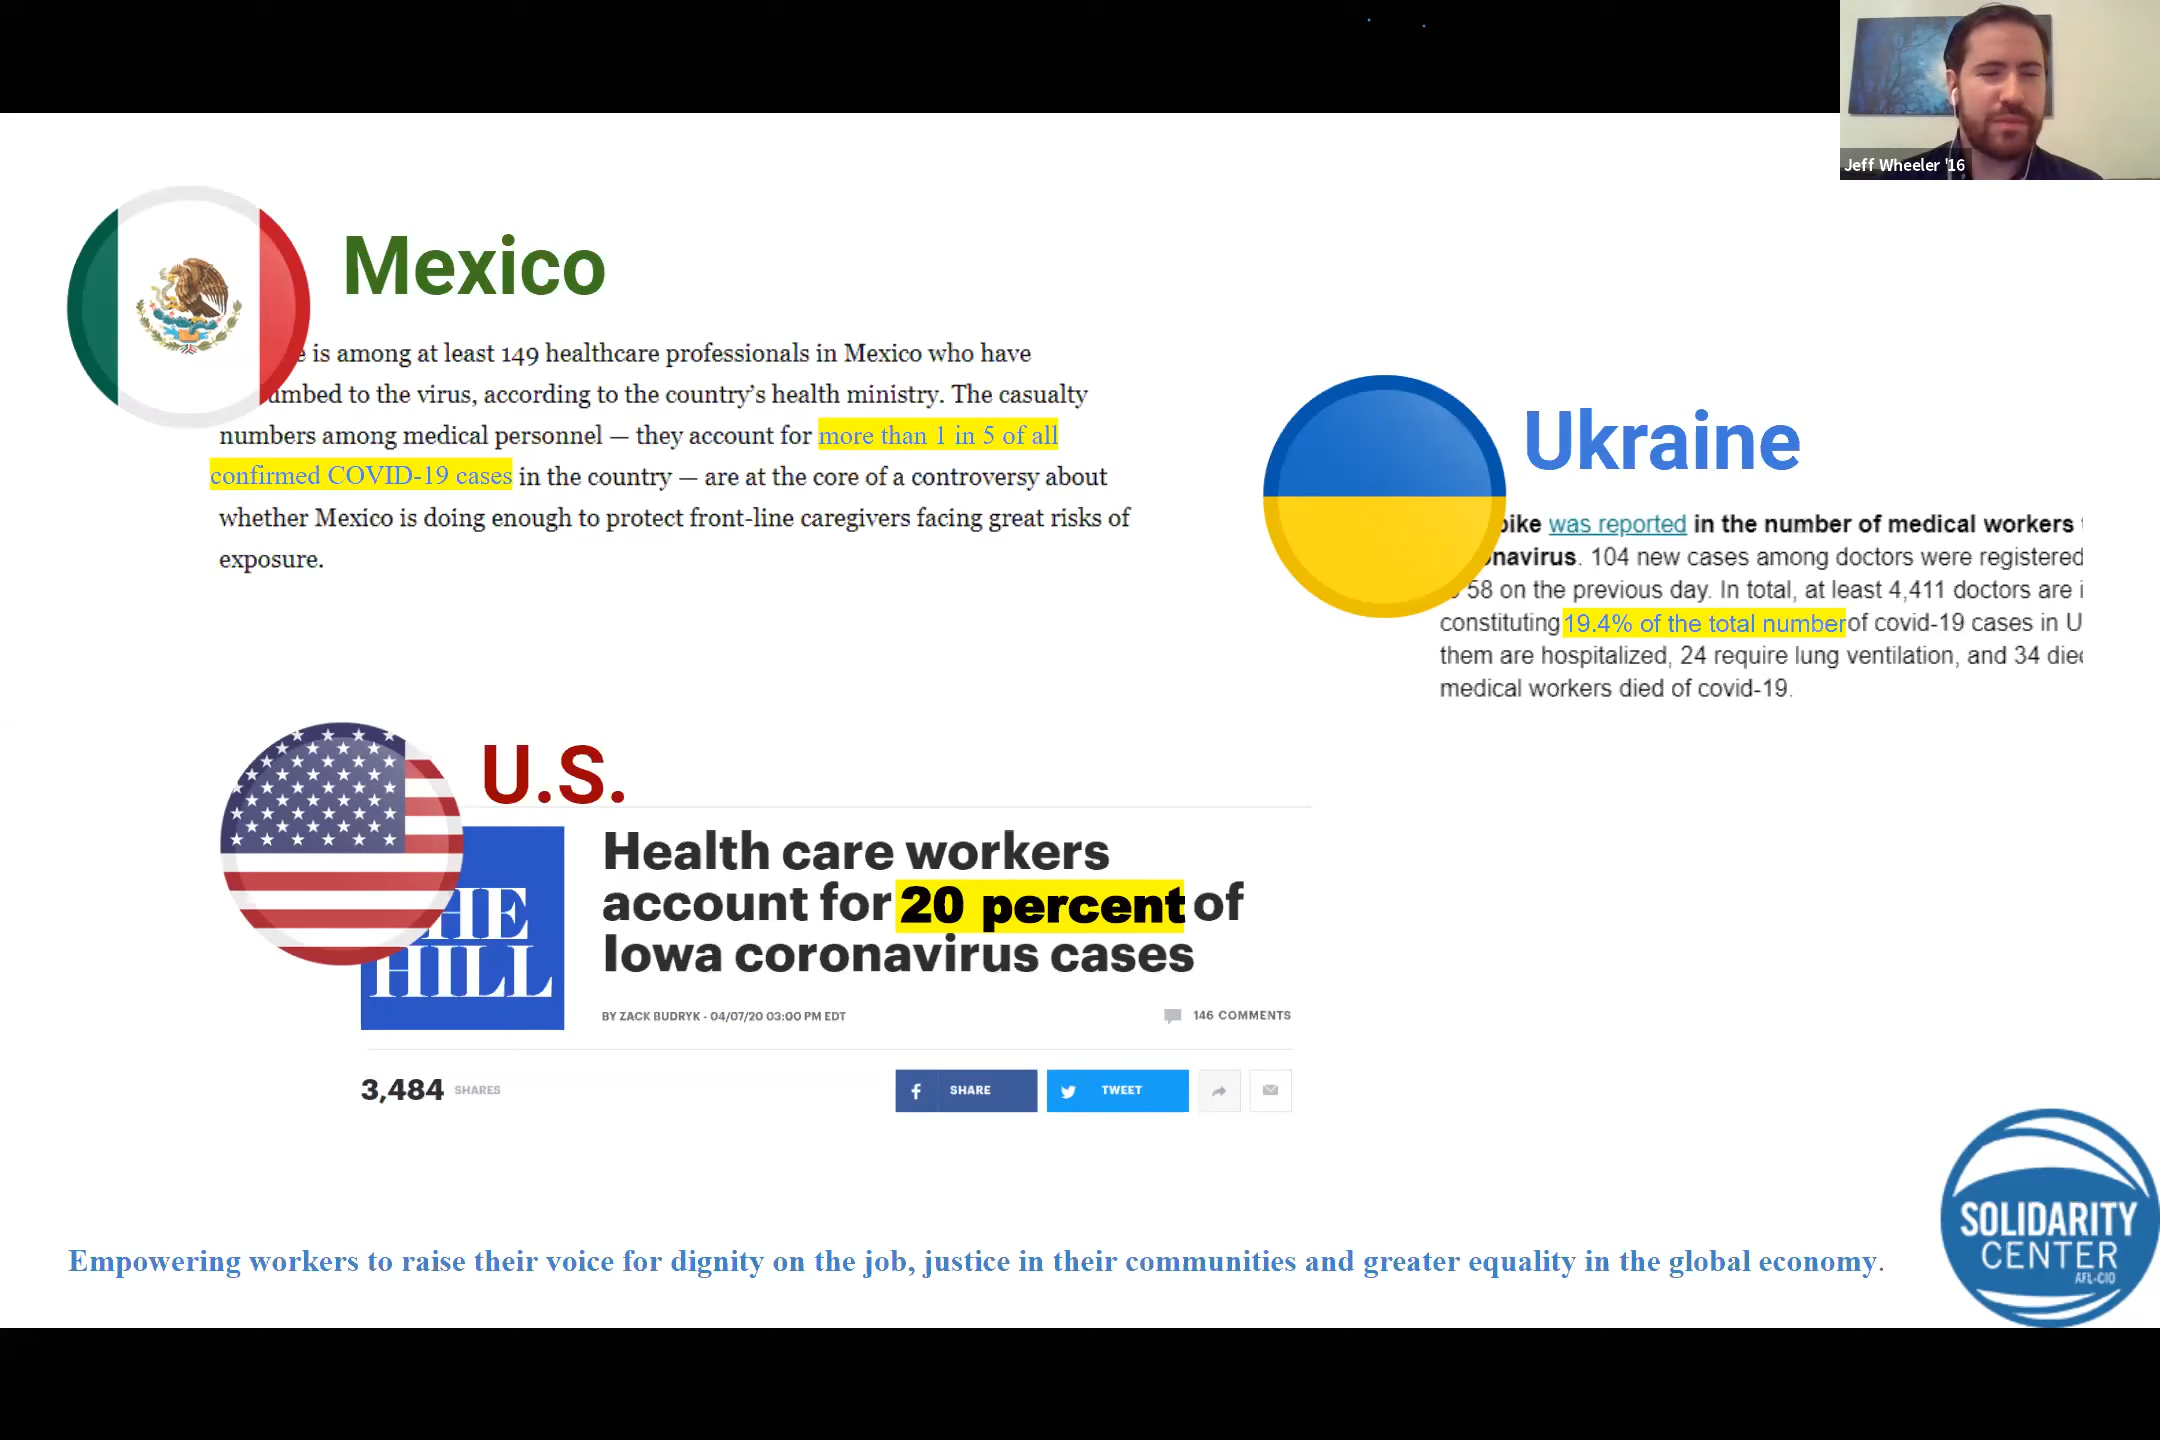 Jeff Wheeler '16
Mexico
is among at least 149 healthcare professionals in Mexico who have
to the virus, according to the country's health ministry. The casualty
numbers among medical personnel — they account for more than 1 in 5 of all
confirmed COVID-19 cases in the country — are at the core of a controversy about
whether Mexico is doing enough to protect front-line caregivers facing great risks of
exposure.
Ukraine
was reported in the number of medical workers
104 new cases among doctors were registered
58 on the previous day. In total, at least 4,411 doctors are
constituting 19.4% of the total number of covid-19 cases in
them are hospitalized, 24 require lung ventilation, and 34
medical workers died of covid-19.
U.S.
THE
HILL
Health care workers
account for 20 percent of
Iowa coronavirus cases
BY ZACK BUDRYK - 04/07/20 03:00 PM EDT
146 COMMENTS
3,484 SHARES
SHARE
TWEET
Empowering workers to raise their voice for dignity on the job, justice in their communities and greater equality in the global economy.
SOLIDARITY
CENTER
AFL-CIO